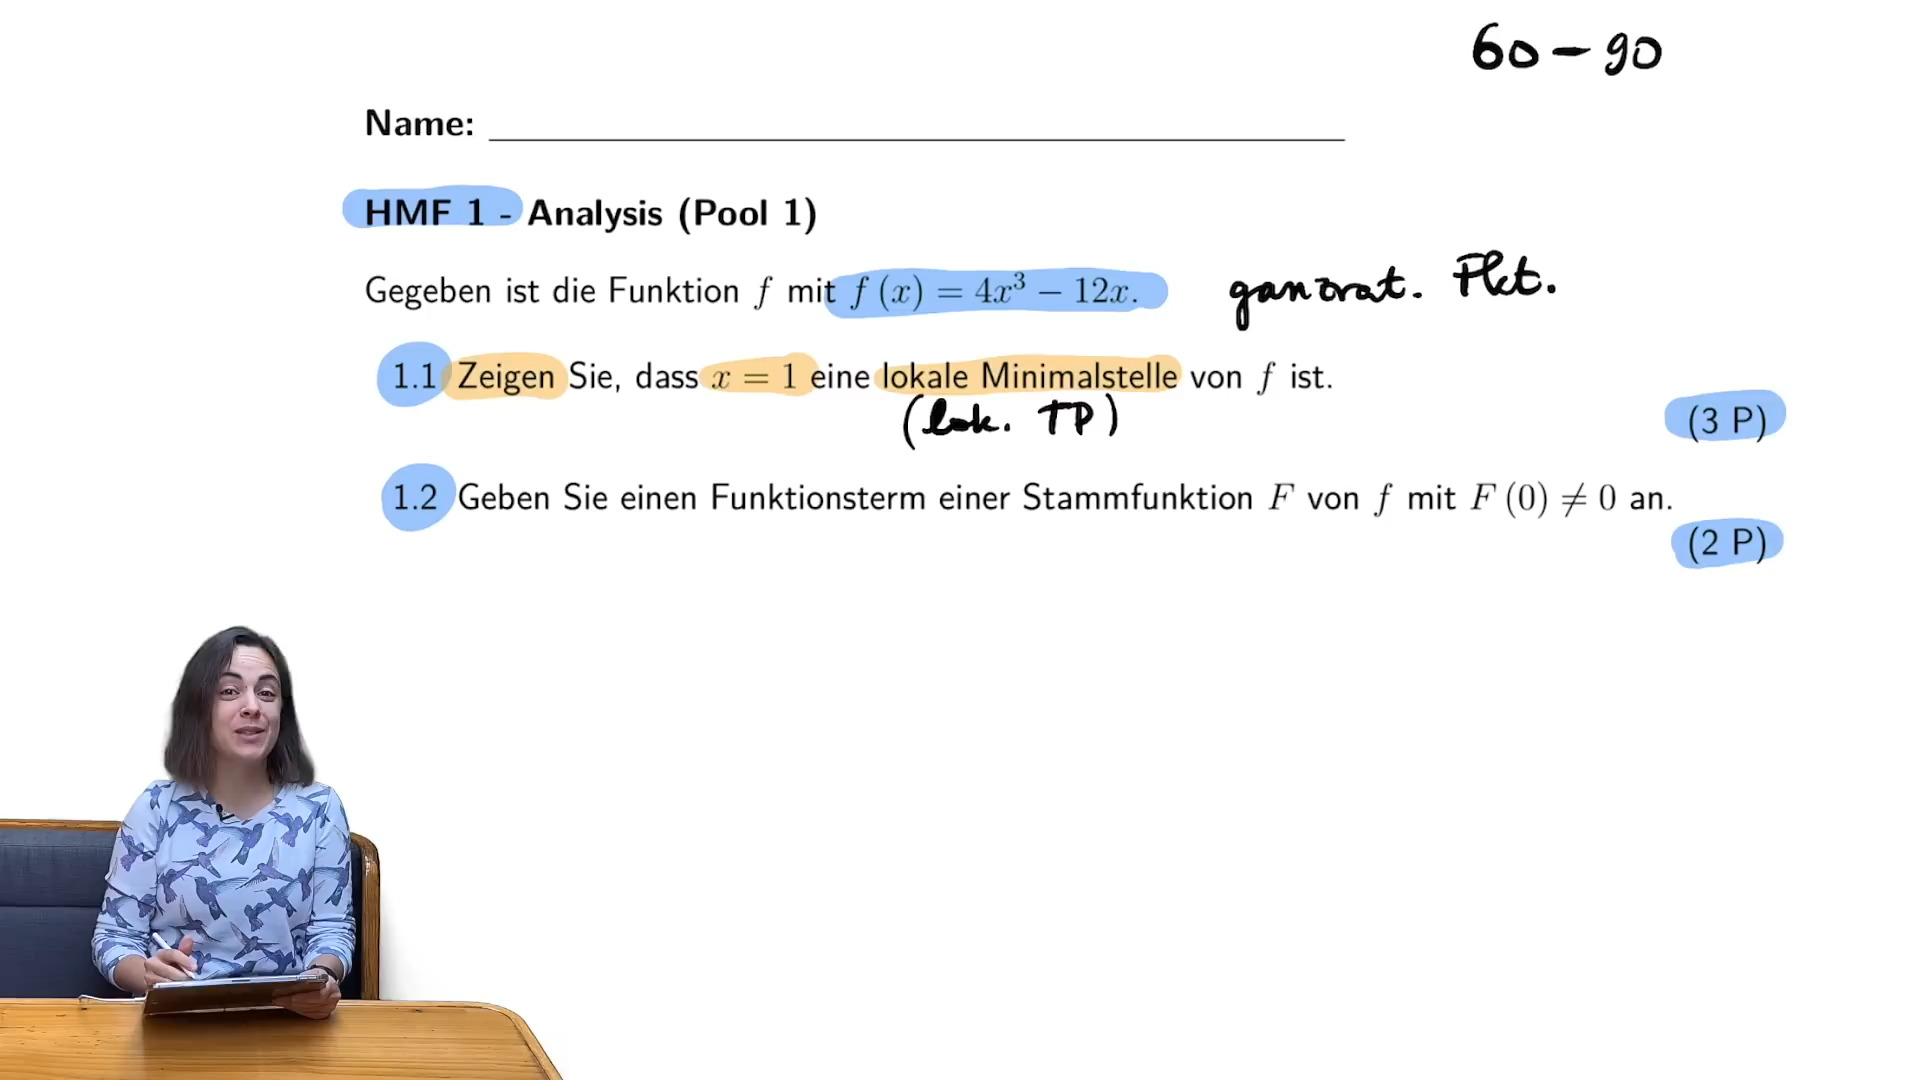 60 – 90
Name:
HMF 1 - Analysis (Pool 1)
Gegeben ist die Funktion f mit f (x) = 4x³ – 12x. ganzrat. Fkt.
1.1 Zeigen Sie, dass x = 1 eine lokale Minimalstelle von f ist.
(lok. TP)
(3 P)
1.2 Geben Sie einen Funktionsterm einer Stammfunktion F von f mit F (0) ≠ 0 an.
(2 P)